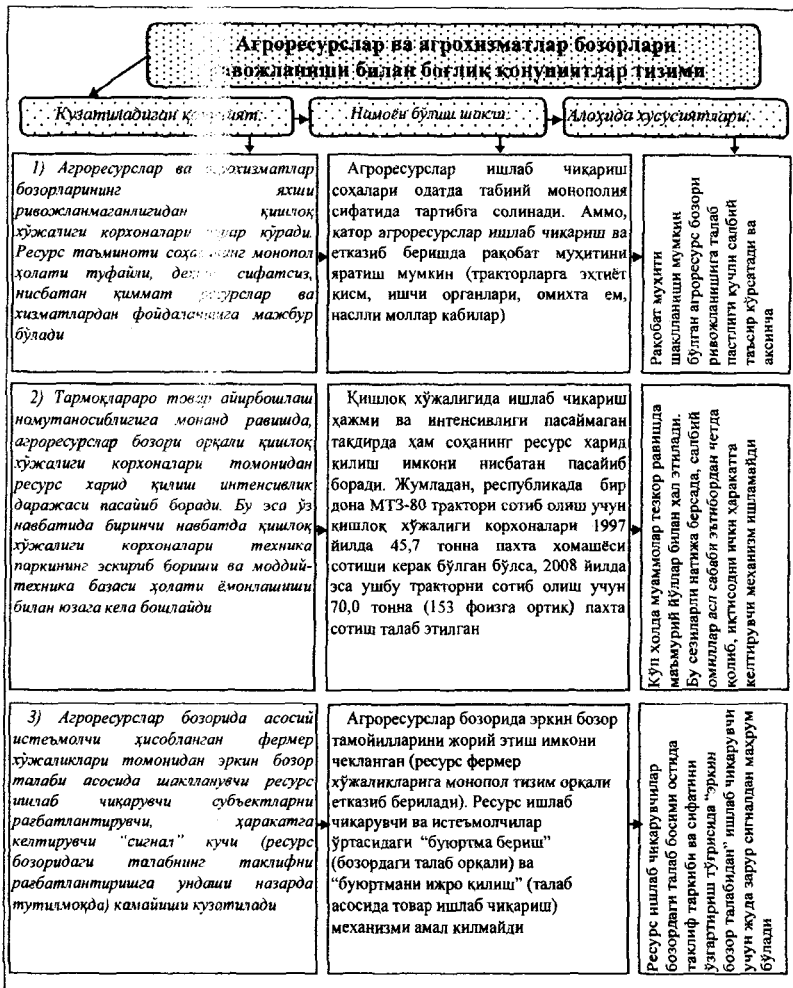 Агроресурслар ва агрохизматлар бозорлари
ривожланиши билан боғлиқ қонуниятлар тизими
Кузатиладиган
Намоён бўлиш шакли:
Алоҳида хусусиятлари:
1) Агроресурслар ва агрохизматлар
бозорларининг яхши
ривожланмаганлигидан қишлоқ
хўжалиги корхоналари зарар кўради.
Ресурс таъминоти монопол
ҳолати туфайли, сифатсиз,
нисбатан қиммат ресурслар ва
хизматлардан фойдаланишга мажбур
бўлади
Агроресурслар ишлаб чиқариш
соҳалари одатда табиий монополия
сифатида тартибга солинади. Аммо,
қатор агроресурслар ишлаб чиқариш ва
етказиб беришда рақобат муҳитини
яратиш мумкин (тракторларга эҳтиёт
қисм, ишчи органлари, омихта ем,
наслли моллар кабилар)
Рақобат муҳити
шаклланиши мумкин
бўлган агроресурс бозори
ривожланишига талаб
пастлиги кучли салбий
таъсир кўрсатади ва
аксинча
2) Тармоқлараро товар айирбошлаш
номутаносиблигига монанд равишда,
агроресурслар бозори орқали қишлоқ
хўжалиги корхоналари томонидан
ресурс харид қилиш интенсивлик
даражаси пасайиб боради. Бу эса ўз
навбатида биринчи навбатда қишлоқ
хўжалиги корхоналари техника
паркининг эскириб бориши ва моддий-
техника базаси ҳолати ёмонлашиши
билан юзага кела бошлайди
Қишлоқ хўжалигида ишлаб чиқариш
ҳажми ва интенсивлиги пасаймаган
тақдирда ҳам соҳанинг ресурс харид
қилиш имкони нисбатан пасайиб
боради. Жумладан, республикада бир
дона МТЗ-80 трактори сотиб олиш учун
қишлоқ хўжалиги корхоналари 1997
йилда 45,7 тонна пахта хомашёси
сотиши керак бўлган бўлса, 2008 йилда
эса ушбу тракторни сотиб олиш учун
70,0 тонна (153 фоизга ортиқ) пахта
сотиш талаб этилган
Кўп ҳолда муаммолар тезкор равишда
маъмурий йўллар билан ҳал этилади.
Бу сезиларли натижа берсада, салбий
омиллар асл сабаби эътибордан четда
қолиб, иқтисодни ички ҳаракатга
келтирувчи механизм ишламайди
3) Агроресурслар бозорида асосий
истеъмолчи ҳисобланган фермер
хўжаликлари томонидан эркин бозор
талаби асосида шаклланувчи ресурс
ишлаб чиқарувчи субъектларни
рағбатлантирувчи, ҳаракатга
келтирувчи “сигнал” кучи (ресурс
бозоридаги талабнинг таклифни
рағбатлантиришга ундаши назарда
тутилмоқда) камайиши кузатилади
Агроресурслар бозорида эркин бозор
тамойилларини жорий этиш имкони
чекланган (ресурс фермер
хўжаликларига монопол тизим орқали
етказиб берилади). Ресурс ишлаб
чиқарувчи ва истеъмолчилар
ўртасидаги “буюртма бериш”
(бозордаги талаб орқали) ва
“буюртмани ижро қилиш” (талаб
асосида товар ишлаб чиқариш)
механизми амал қилмайди
Ресурс ишлаб чиқарувчилар
бозордаги талаб босими остида
таклиф таркиби ва сифатини
ўзгартириш тўғрисида “эркин
бозор талабидан” ишлаб чиқарувчи
учун жуда зарур сигналдан маҳрум
бўлади